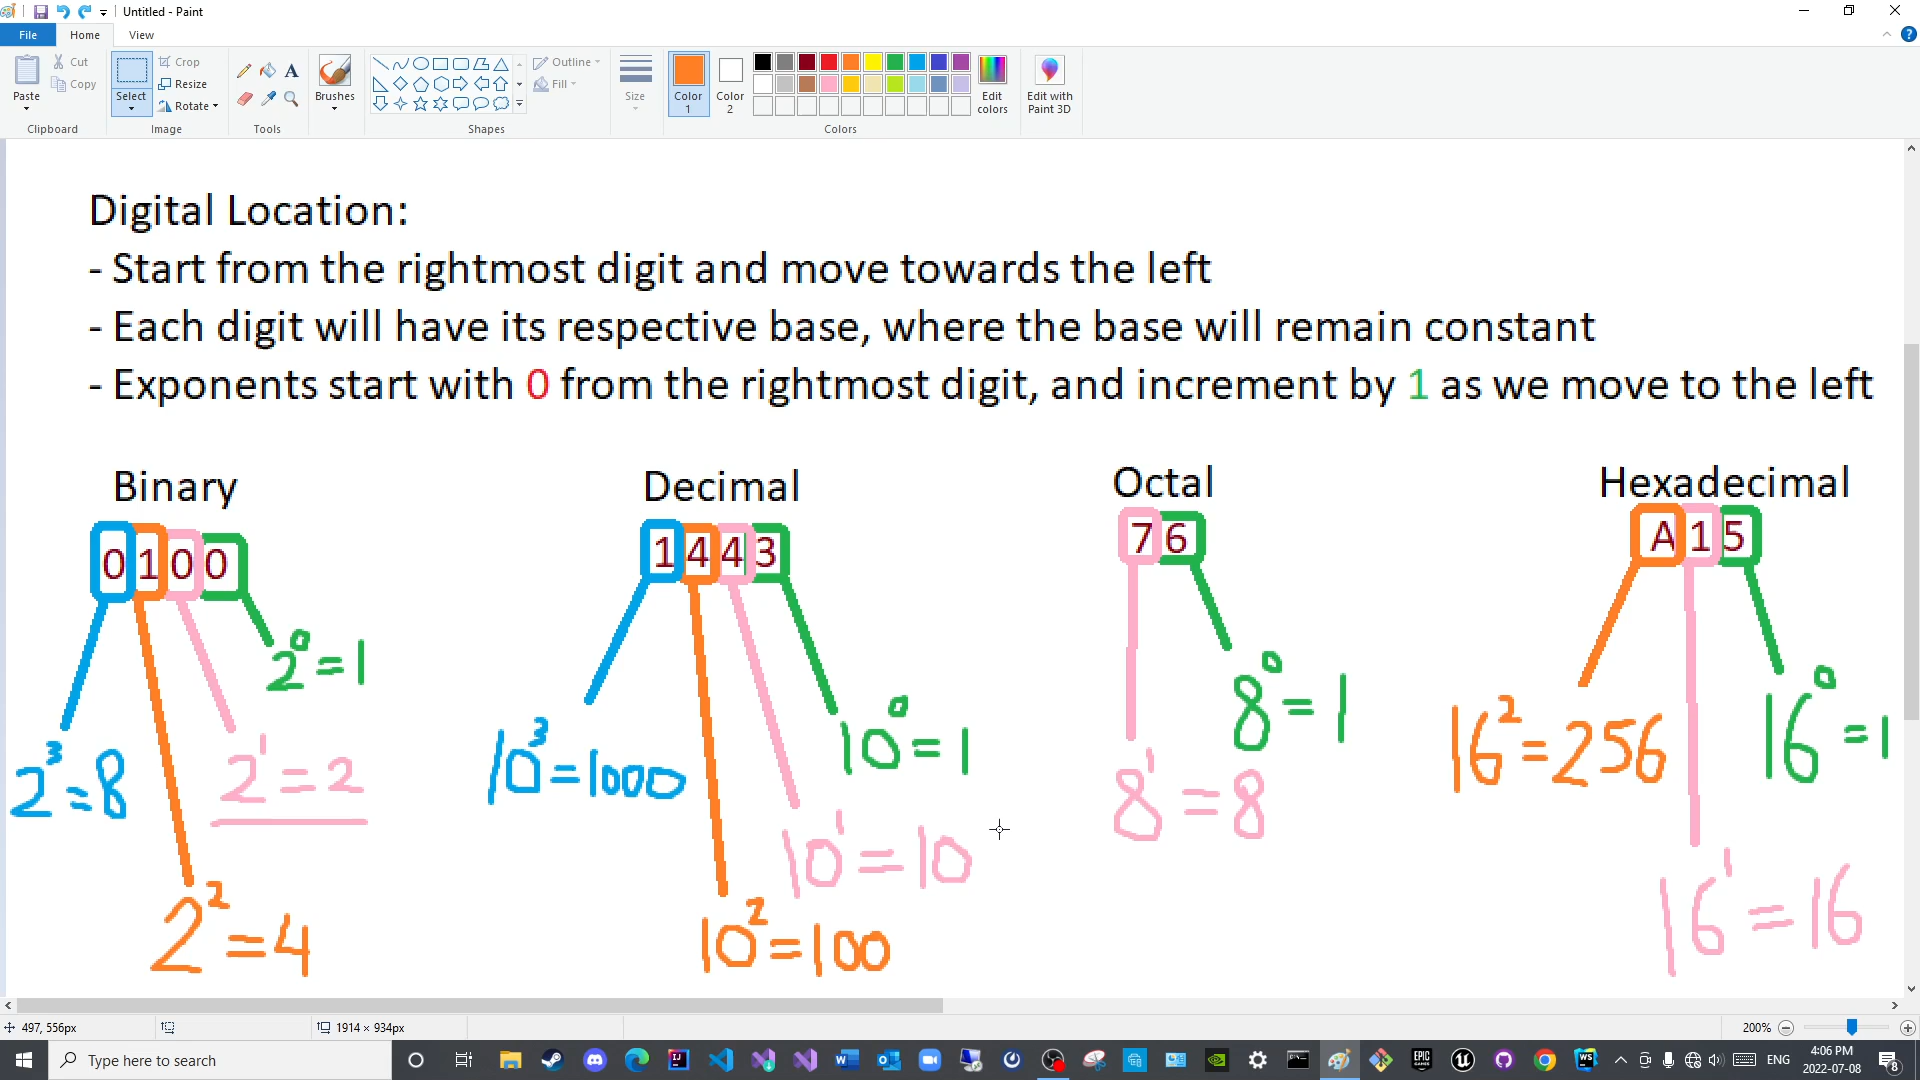 Untitled - Paint
File Home View
Paste Cut Copy Clipboard
Select Crop Resize Rotate Image
Tools
Brushes
Shapes
Outline Fill
Size
Color 1 Color 2 Edit colors Colors
Edit with Paint 3D
Digital Location:
- Start from the rightmost digit and move towards the left
- Each digit will have its respective base, where the base will remain constant
- Exponents start with 0 from the rightmost digit, and increment by 1 as we move to the left
Binary Decimal Octal Hexadecimal
0100 1443 76 A15
2⁰=1
2¹=2
2²=4
2³=8
10⁰=1
10¹=10
10²=100
10³=1000
8⁰=1
8¹=8
16⁰=1
16¹=16
16²=256
497, 556px 1914 × 934px 200%
Type here to search
ENG 4:06 PM
2022-07-08
8